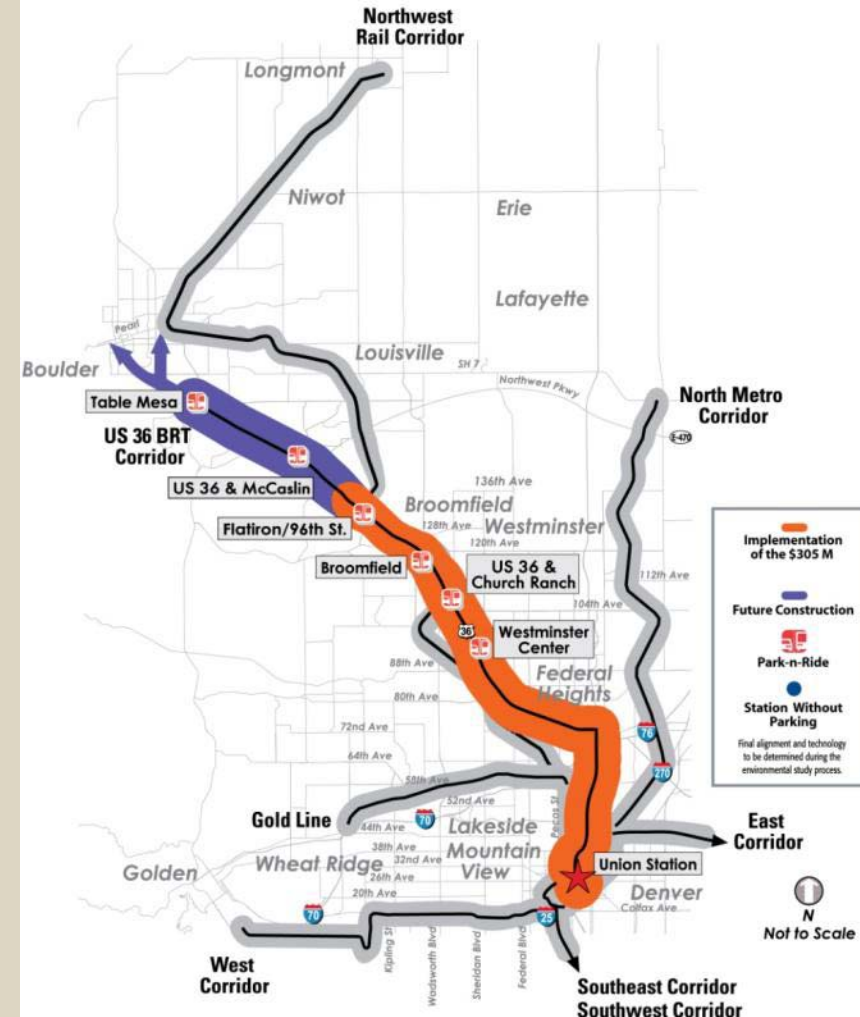 Northwest
Rail Corridor
Longmont
Niwot
Erie
Lafayette
Pearl
Louisville
SH 7
Boulder
Northwest Pkwy
Table Mesa
North Metro
Corridor
US 36 BRT
Corridor
E-470
US 36 & McCaslin
136th Ave
Broomfield
Flatiron/96th St.
128th Ave
Westminster
120th Ave
Implementation
of the $305 M
Broomfield
US 36 &
Church Ranch
112th Ave
104th Ave
Future Construction
36
Westminster
Center
Park-n-Ride
88th Ave
Federal
Heights
80th Ave
Station Without
Parking
72nd Ave
76
Final alignment and technology
to be determined during the
environmental study process.
64th Ave
270
58th Ave
52nd Ave
Pecos St
Gold Line
70
44th Ave
Lakeside
East
Corridor
38th Ave
Mountain
View
Golden
Wheat Ridge
32nd Ave
Union Station
26th Ave
20th Ave
Denver
Colfax Ave
70
25
N
Not to Scale
Kipling St
Wadsworth Blvd
Sheridan Blvd
Federal Blvd
West
Corridor
Southeast Corridor
Southwest Corridor